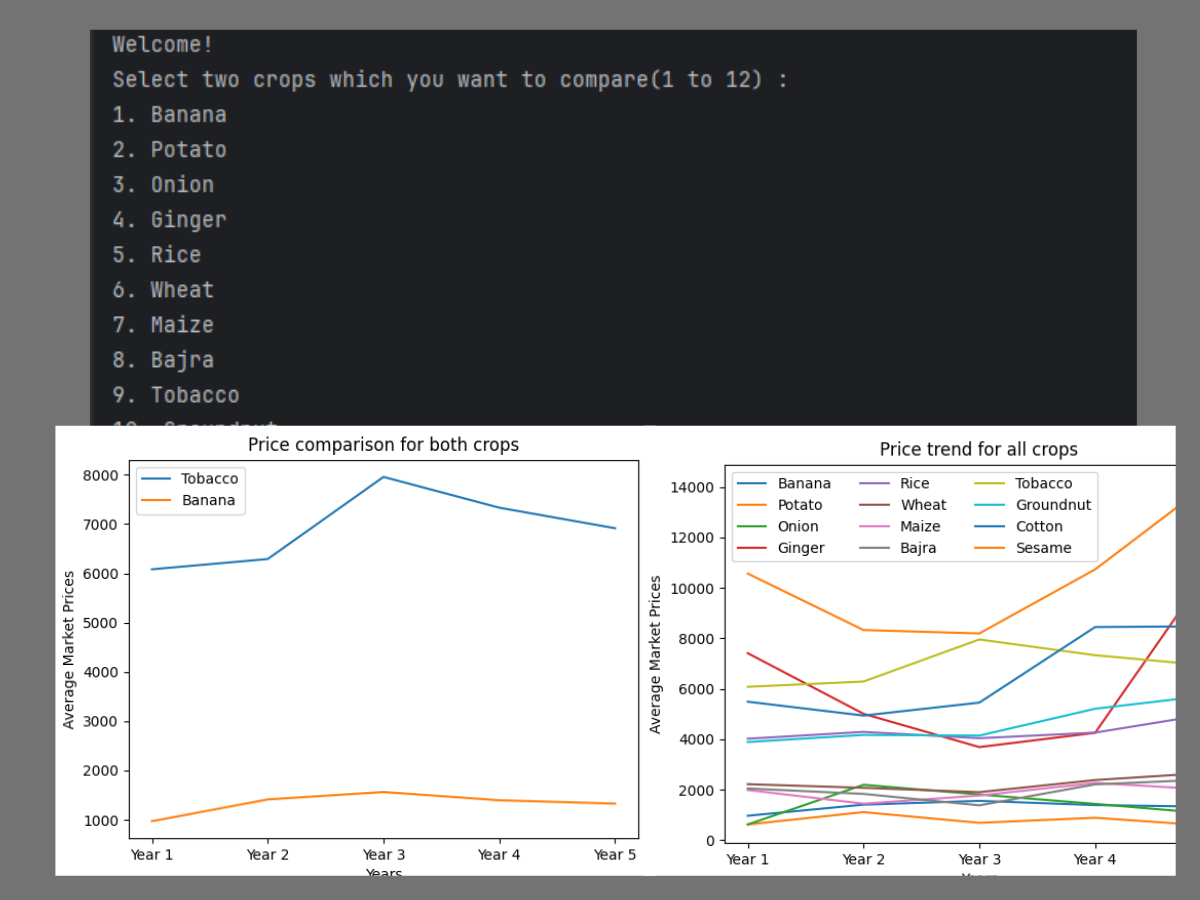 Welcome!
Select two crops which you want to compare(1 to 12) :
1. Banana
2. Potato
3. Onion
4. Ginger
5. Rice
6. Wheat
7. Maize
8. Bajra
9. Tobacco
Price comparison for both crops
Tobacco
Banana
8000
7000
6000
5000
4000
3000
2000
1000
Average Market Prices
Year 1 Year 2 Year 3 Year 4 Year 5
Years
Price trend for all crops
Banana Rice Tobacco
Potato Wheat Groundnut
Onion Maize Cotton
Ginger Bajra Sesame
14000
12000
10000
8000
6000
4000
2000
0
Average Market Prices
Year 1 Year 2 Year 3 Year 4